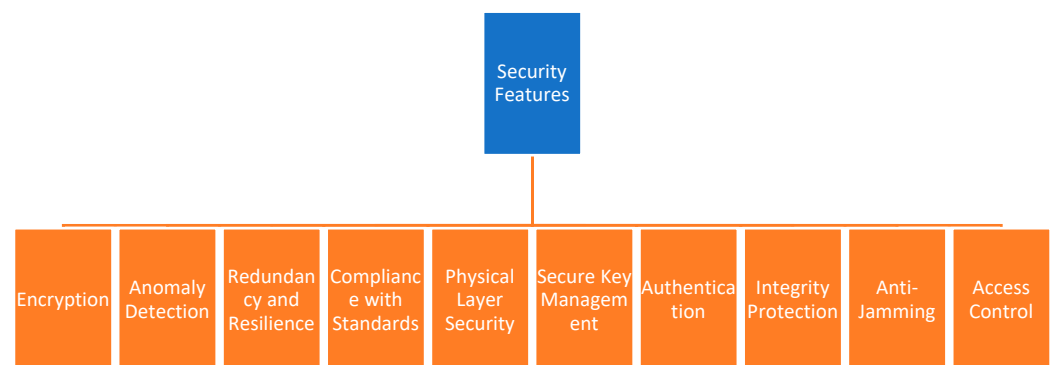 Security
Features
Encryption
Anomaly
Detection
Redundan
cy and
Resilience
Complianc
e with
Standards
Physical
Layer
Security
Secure Key
Managem
ent
Authentica
tion
Integrity
Protection
Anti-
Jamming
Access
Control